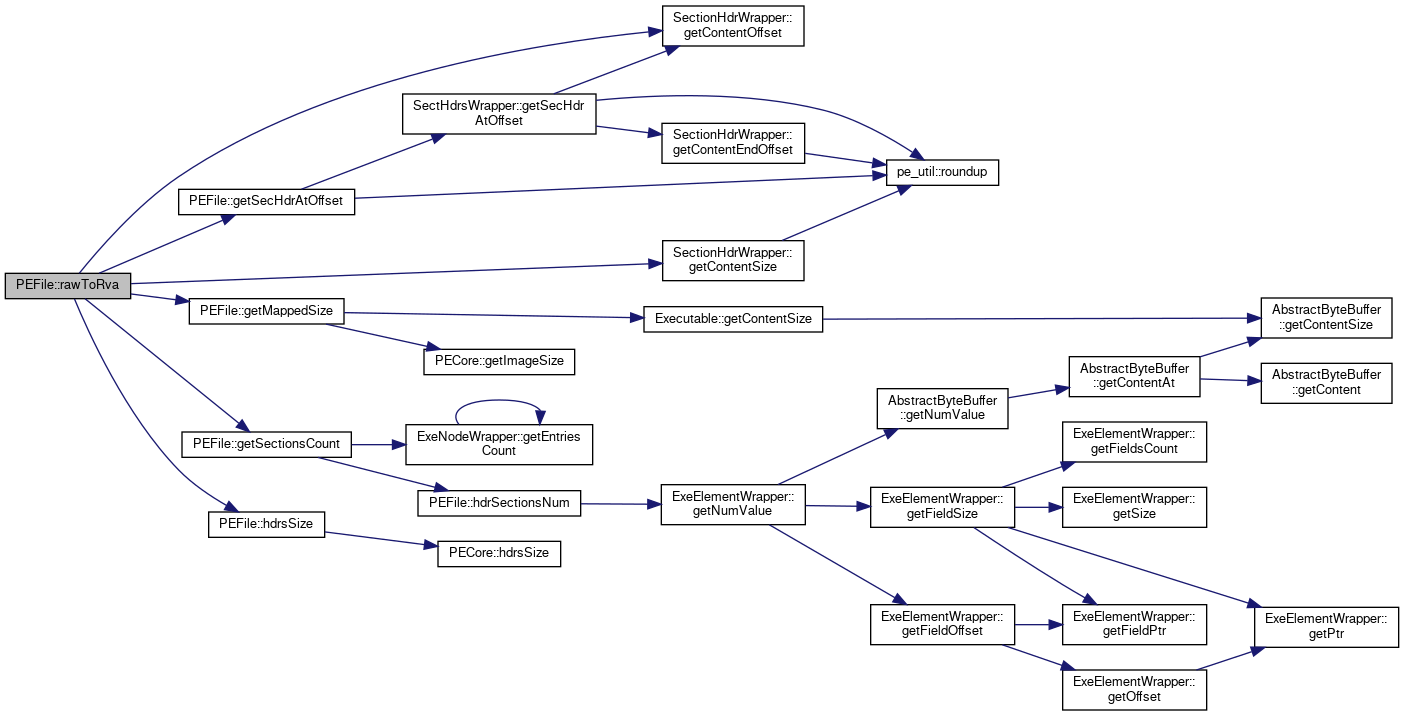 SectionHdrWrapper::
getContentOffset
SectHdrsWrapper::getSecHdr
AtOffset
SectionHdrWrapper::
getContentEndOffset
pe_util::roundup
PEFile::getSecHdrAtOffset
SectionHdrWrapper::
getContentSize
PEFile::rawToRva
PEFile::getMappedSize
Executable::getContentSize
AbstractByteBuffer
::getContentSize
PECore::getImageSize
AbstractByteBuffer
::getContentAt
AbstractByteBuffer
::getContent
AbstractByteBuffer
::getNumValue
PEFile::getSectionsCount
ExeNodeWrapper::getEntries
Count
ExeElementWrapper::
getFieldsCount
PEFile::hdrSectionsNum
ExeElementWrapper::
getNumValue
ExeElementWrapper::
getFieldSize
ExeElementWrapper::
getSize
PEFile::hdrsSize
PECore::hdrsSize
ExeElementWrapper::
getFieldOffset
ExeElementWrapper::
getFieldPtr
ExeElementWrapper::
getPtr
ExeElementWrapper::
getOffset